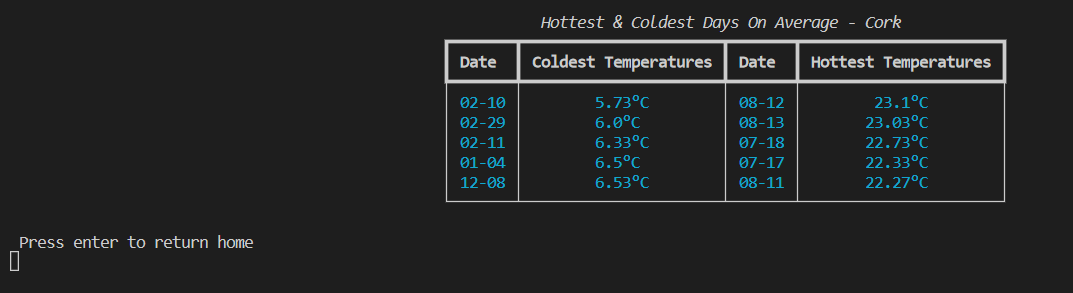 Hottest & Coldest Days On Average - Cork
Date Coldest Temperatures Date Hottest Temperatures
02-10 5.73°C 08-12 23.1°C
02-29 6.0°C 08-13 23.03°C
02-11 6.33°C 07-18 22.73°C
01-04 6.5°C 07-17 22.33°C
12-08 6.53°C 08-11 22.27°C
Press enter to return home